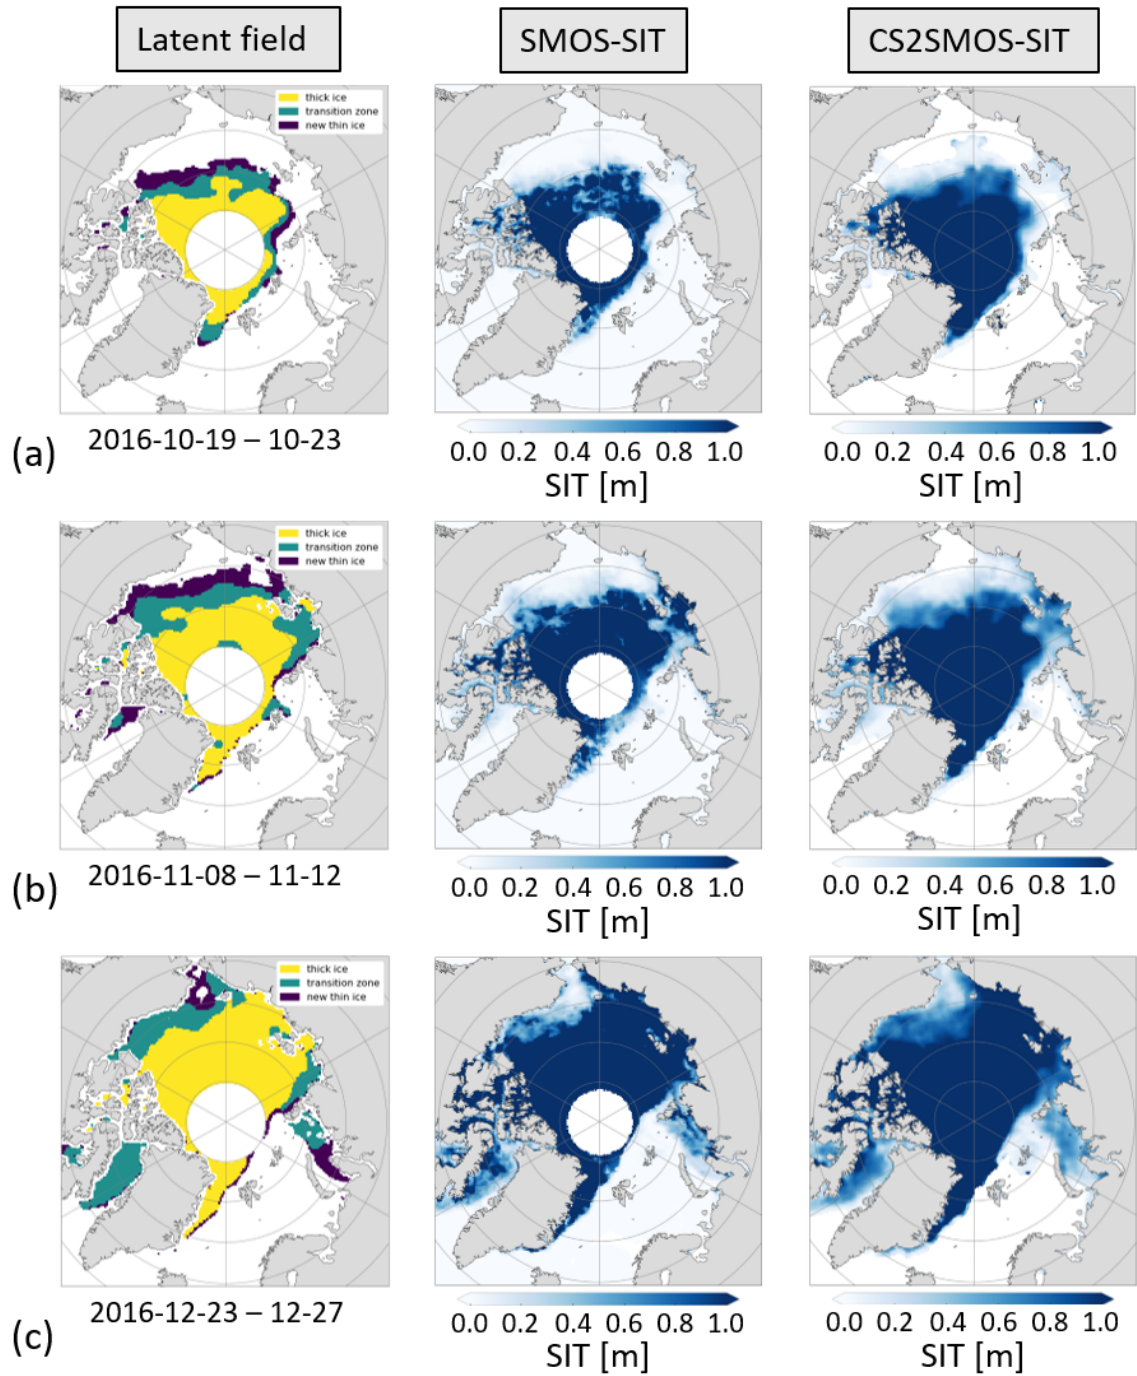 Latent field
SMOS-SIT
CS2SMOS-SIT
thick ice
transition zone
new thin ice
(a)
2016-10-19 – 10-23
0.0 0.2 0.4 0.6 0.8 1.0
SIT [m]
0.0 0.2 0.4 0.6 0.8 1.0
SIT [m]
thick ice
transition zone
new thin ice
(b)
2016-11-08 – 11-12
0.0 0.2 0.4 0.6 0.8 1.0
SIT [m]
0.0 0.2 0.4 0.6 0.8 1.0
SIT [m]
thick ice
transition zone
new thin ice
(c)
2016-12-23 – 12-27
0.0 0.2 0.4 0.6 0.8 1.0
SIT [m]
0.0 0.2 0.4 0.6 0.8 1.0
SIT [m]